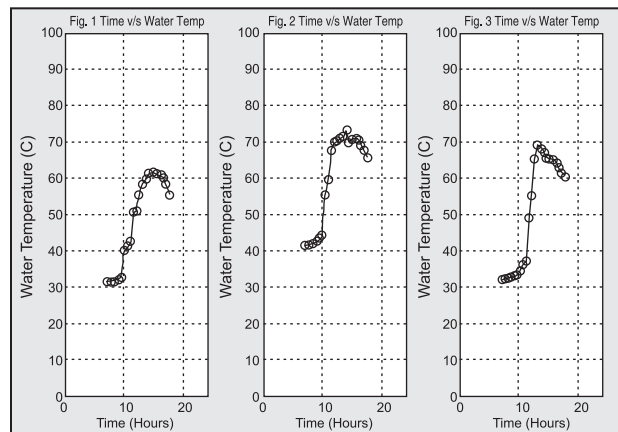 Fig. 1 Time v/s Water Temp
100
90
80
70
60
50
40
30
20
10
0
Water Temperature (C)
0 10 20
Time (Hours)
Fig. 2 Time v/s Water Temp
100
90
80
70
60
50
40
30
20
10
0
Water Temperature (C)
0 10 20
Time (Hours)
Fig. 3 Time v/s Water Temp
100
90
80
70
60
50
40
30
20
10
0
Water Temperature (C)
0 10 20
Time (Hours)